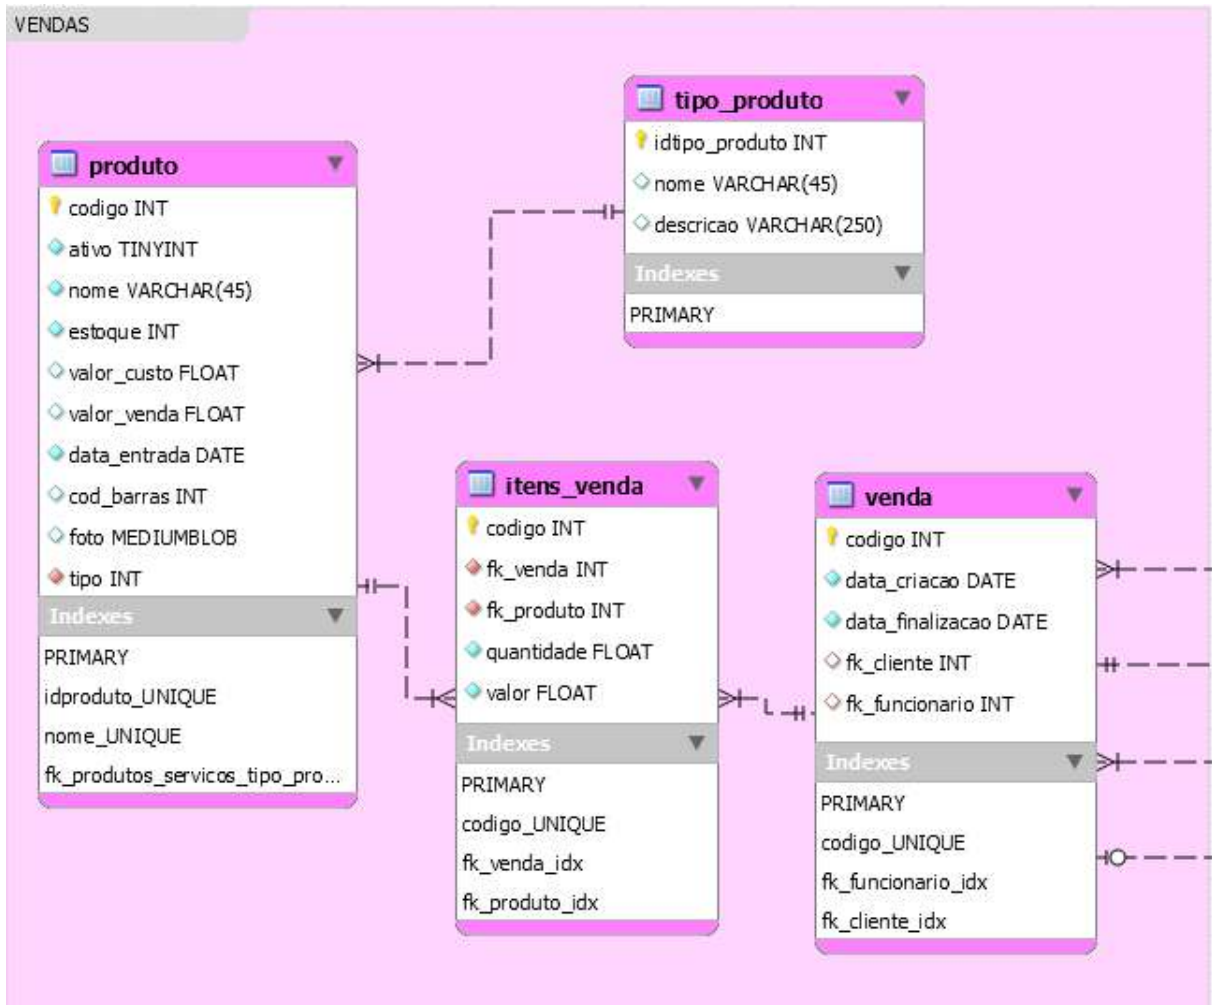 VENDAS
tipo_produto
idtipo_produto INT
nome VARCHAR(45)
descricao VARCHAR(250)
Indexes
PRIMARY
produto
codigo INT
ativo TINYINT
nome VARCHAR(45)
estoque INT
valor_custo FLOAT
valor_venda FLOAT
data_entrada DATE
cod_barras INT
foto MEDIUMBLOB
tipo INT
Indexes
PRIMARY
idproduto_UNIQUE
nome_UNIQUE
fk_produtos_servicos_tipo_pro...
itens_venda
codigo INT
fk_venda INT
fk_produto INT
quantidade FLOAT
valor FLOAT
Indexes
PRIMARY
codigo_UNIQUE
fk_venda_idx
fk_produto_idx
venda
codigo INT
data_criacao DATE
data_finalizacao DATE
fk_cliente INT
fk_funcionario INT
Indexes
PRIMARY
codigo_UNIQUE
fk_funcionario_idx
fk_cliente_idx